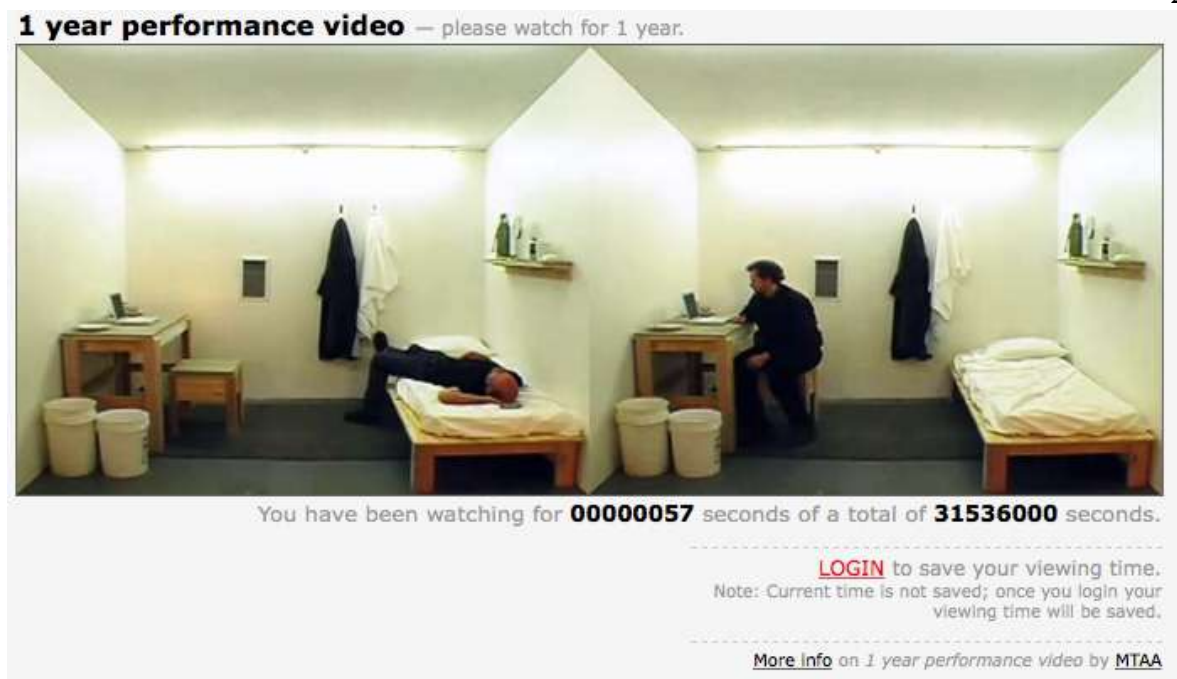 1 year performance video — please watch for 1 year.
You have been watching for 00000057 seconds of a total of 31536000 seconds.
LOGIN to save your viewing time.
Note: Current time is not saved; once you login your
viewing time will be saved.
More info on 1 year performance video by MTAA